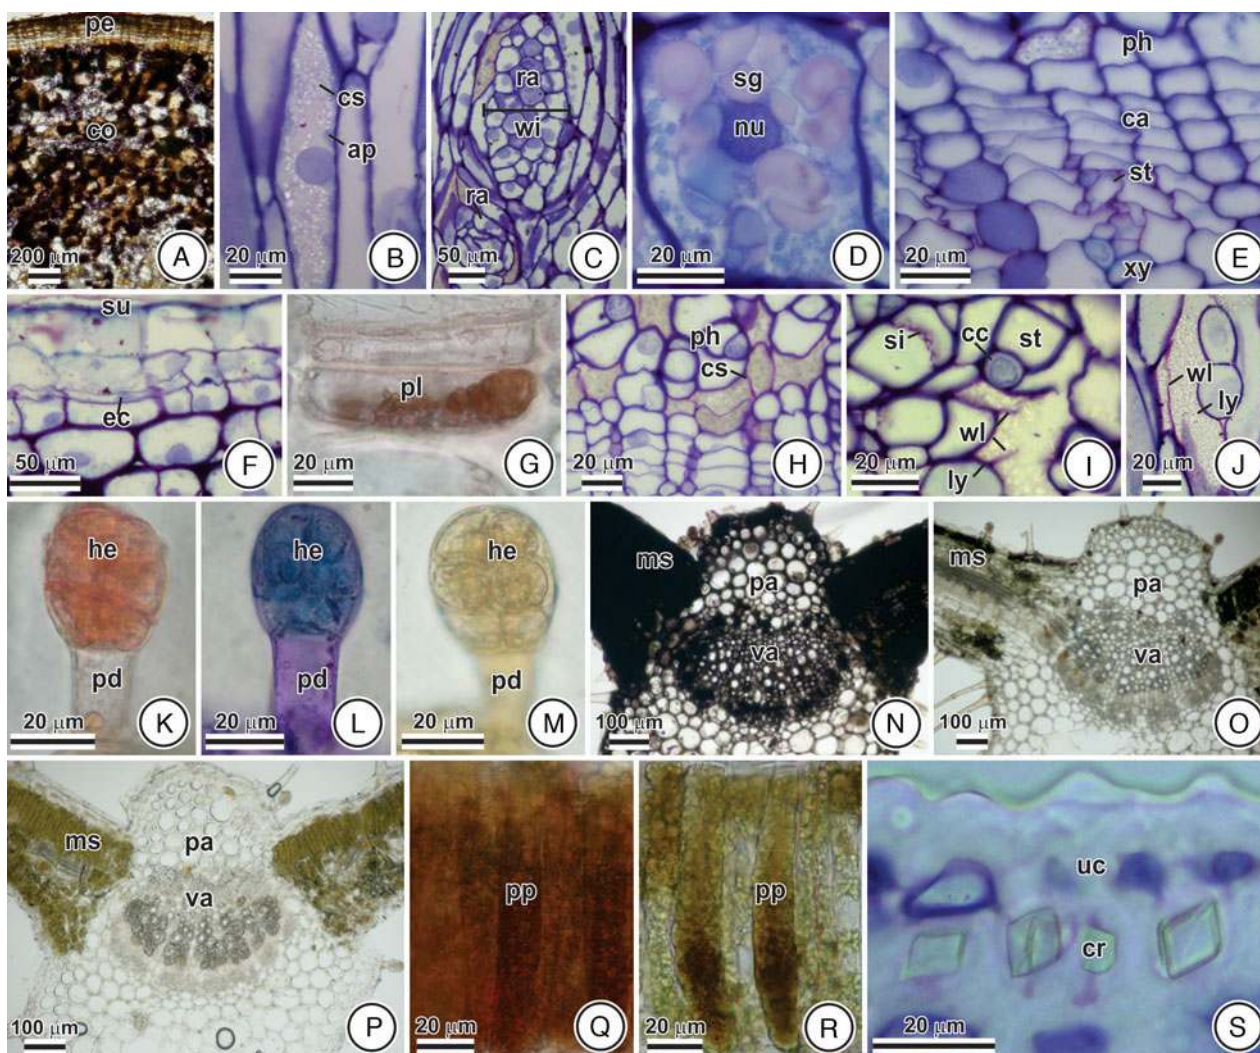 pe
co
200 μm
A
cs
ap
20 μm
B
ra
wi
ra
50 μm
C
sg
nu
20 μm
D
ph
ca
st
xy
20 μm
E
su
ec
50 μm
F
pl
20 μm
G
ph
cs
20 μm
H
si
cc
st
wl
ly
20 μm
I
wl
ly
20 μm
J
he
pd
20 μm
K
he
pd
20 μm
L
he
pd
20 μm
M
ms
pa
va
100 μm
N
ms
pa
va
100 μm
O
ms
pa
va
100 μm
P
pp
20 μm
Q
pp
20 μm
R
uc
cr
20 μm
S